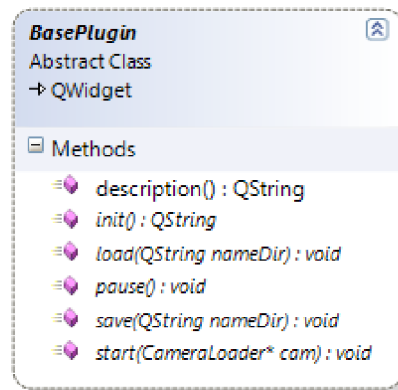 BasePlugin
Abstract Class
QWidget
Methods
description() : QString
init() : QString
load(QString nameDir) : void
pause() : void
save(QString nameDir) : void
start(CameraLoader* cam) : void